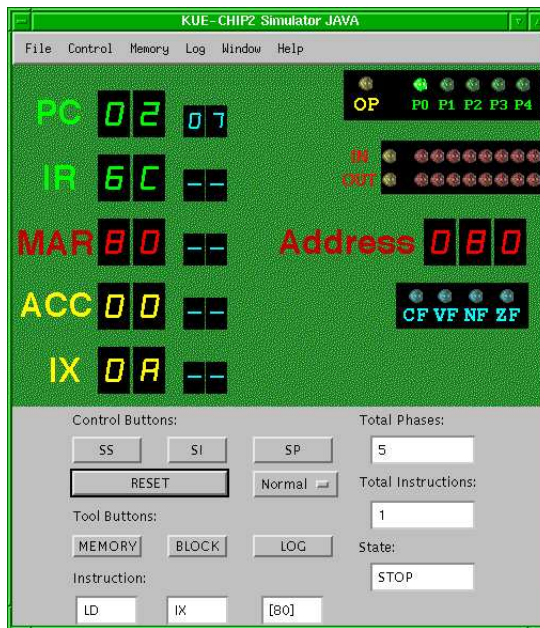 KUE-CHIP2 Simulator JAVA
File Control Memory Log Window Help
PC 02 07
OP P0 P1 P2 P3 P4
IR 6C --
IN
OUT
MAR 80 --
Address 080
ACC 00 --
CF VF NF ZF
IX 0A --
Control Buttons:
Total Phases:
SS SI SP
5
RESET Normal
Total Instructions:
Tool Buttons:
1
MEMORY BLOCK LOG
State:
Instruction:
STOP
LD IX [80]